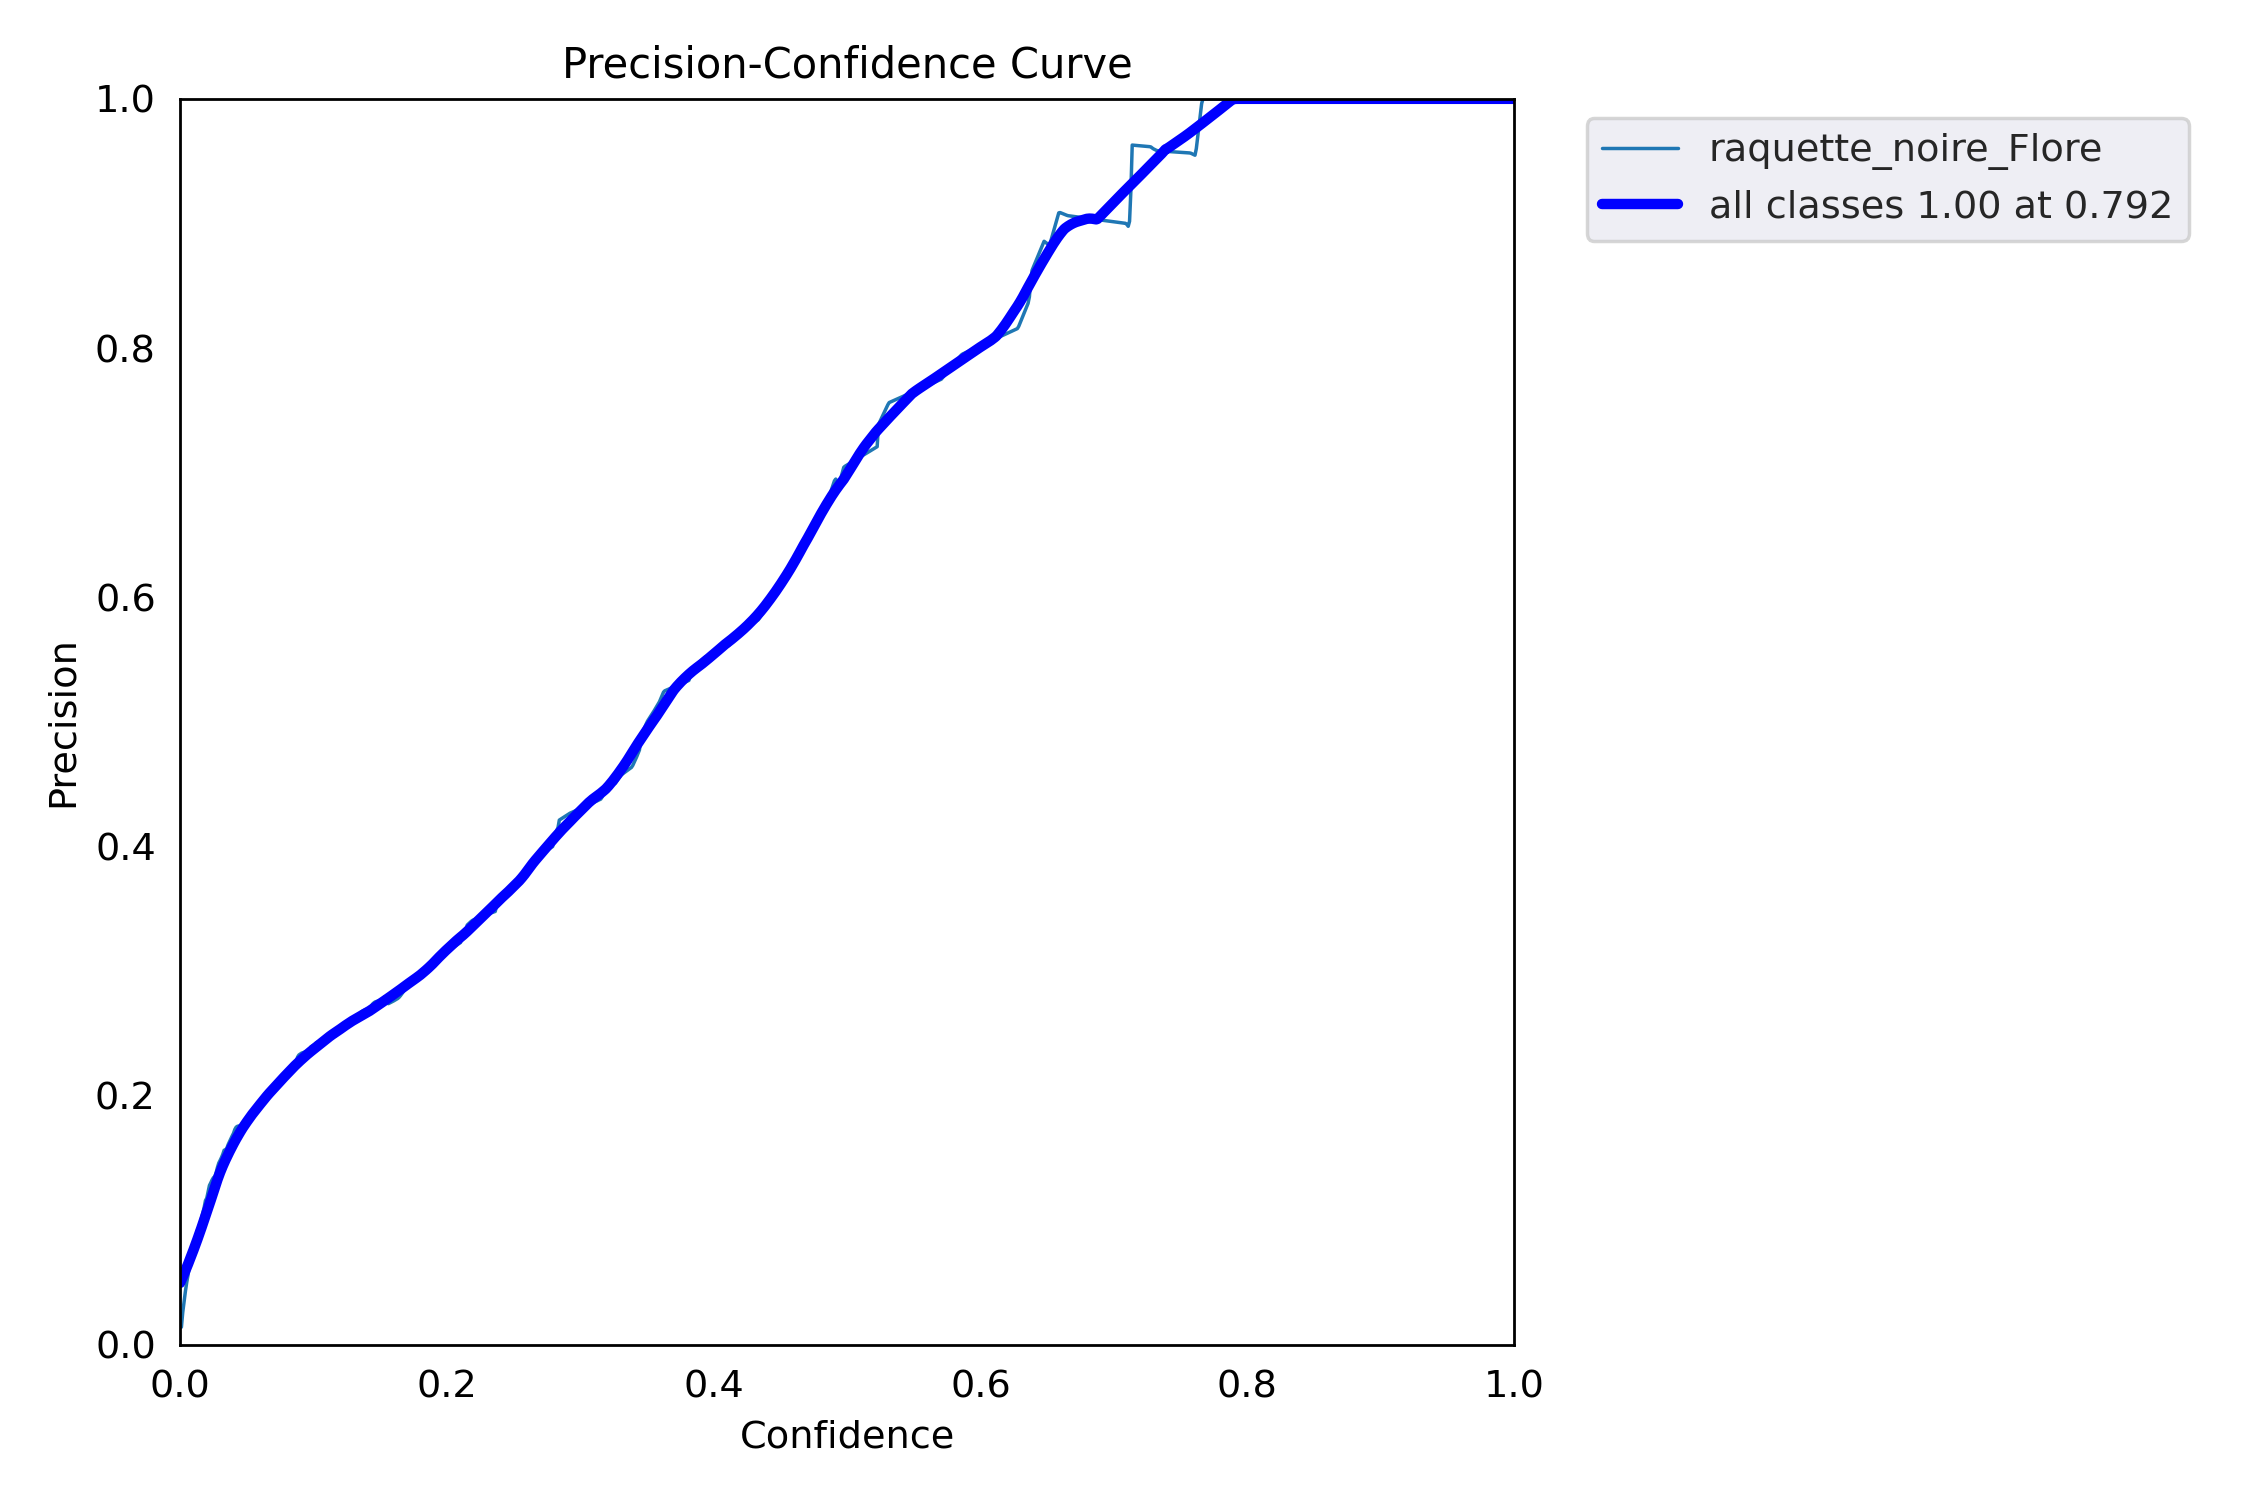 Precision-Confidence Curve
1.0
0.8
0.6
0.4
0.2
0.0
Precision
0.0 0.2 0.4 0.6 0.8 1.0
Confidence
raquette_noire_Flore
all classes 1.00 at 0.792